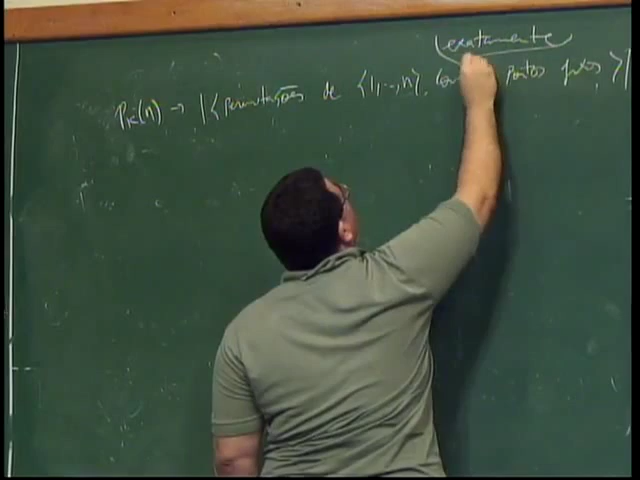 exatamente
Pk(n) → |{permutações de {1,...,n} com pontos fixos}|